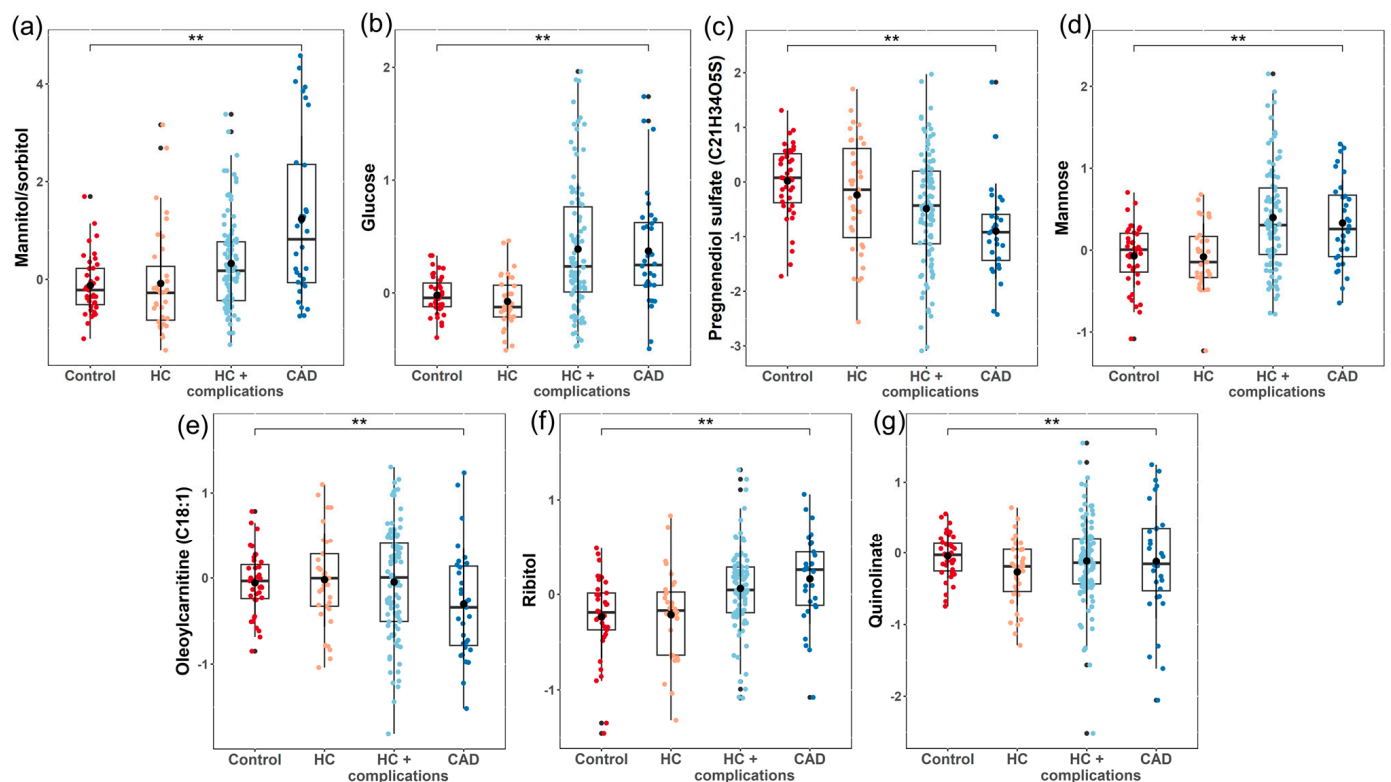 (a)
**
Mannitol/sorbitol
4
2
0
Control
HC
HC +
complications
CAD
(b)
**
Glucose
2
1
0
Control
HC
HC +
complications
CAD
(c)
**
Pregnenediol sulfate (C21H34O5S)
2
1
0
-1
-2
-3
Control
HC
HC +
complications
CAD
(d)
**
Mannose
2
1
0
-1
Control
HC
HC +
complications
CAD
(e)
**
Oleoylcarnitine (C18:1)
1
0
-1
Control
HC
HC +
complications
CAD
(f)
**
Ribitol
1
0
-1
Control
HC
HC +
complications
CAD
(g)
**
Quinolinate
1
0
-1
-2
Control
HC
HC +
complications
CAD